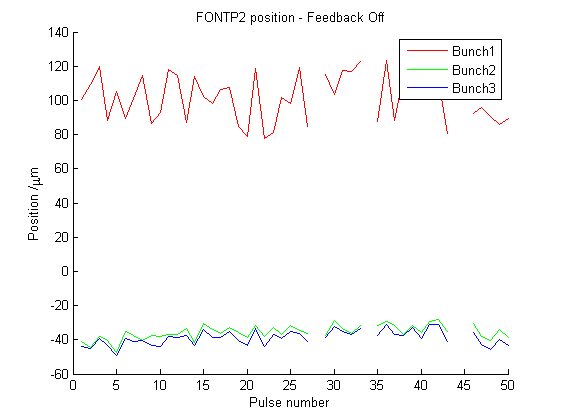 FONTP2 position - Feedback Off
140
120
100
80
60
40
20
0
-20
-40
-60
Position /μm
Bunch1
Bunch2
Bunch3
0 5 10 15 20 25 30 35 40 45 50
Pulse number